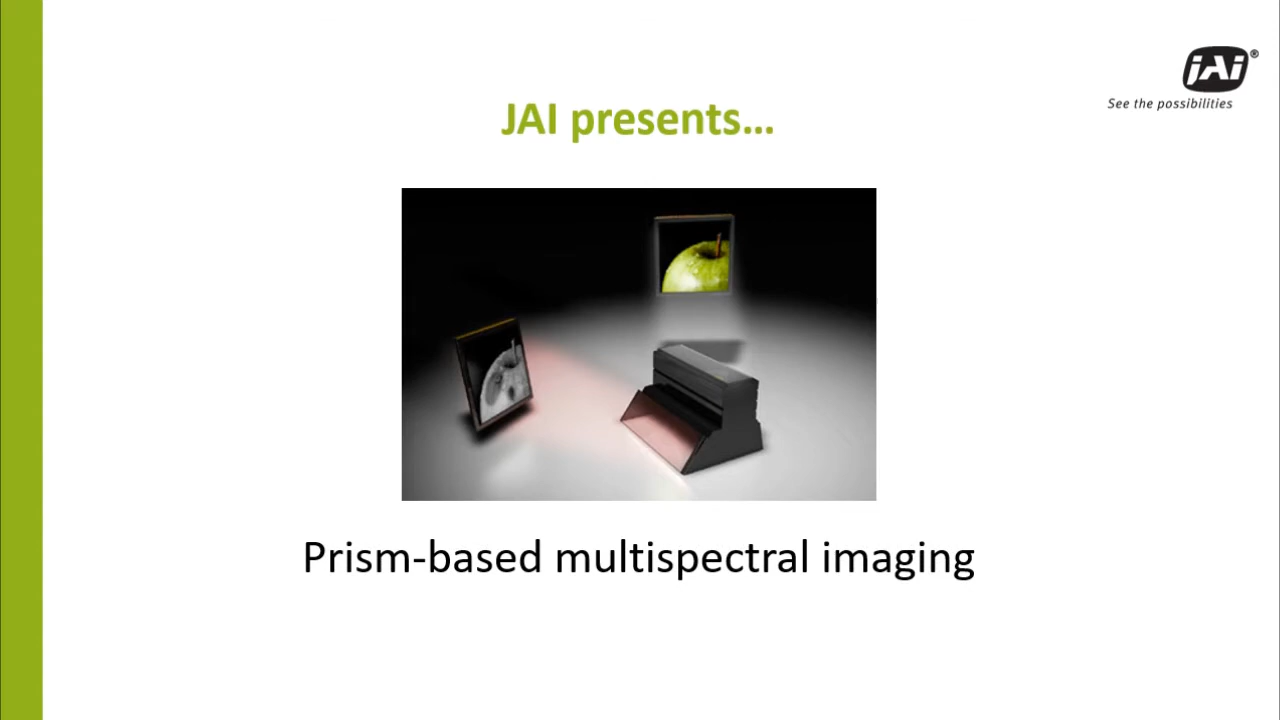 JAI®
See the possibilities
JAI presents...
Prism-based multispectral imaging